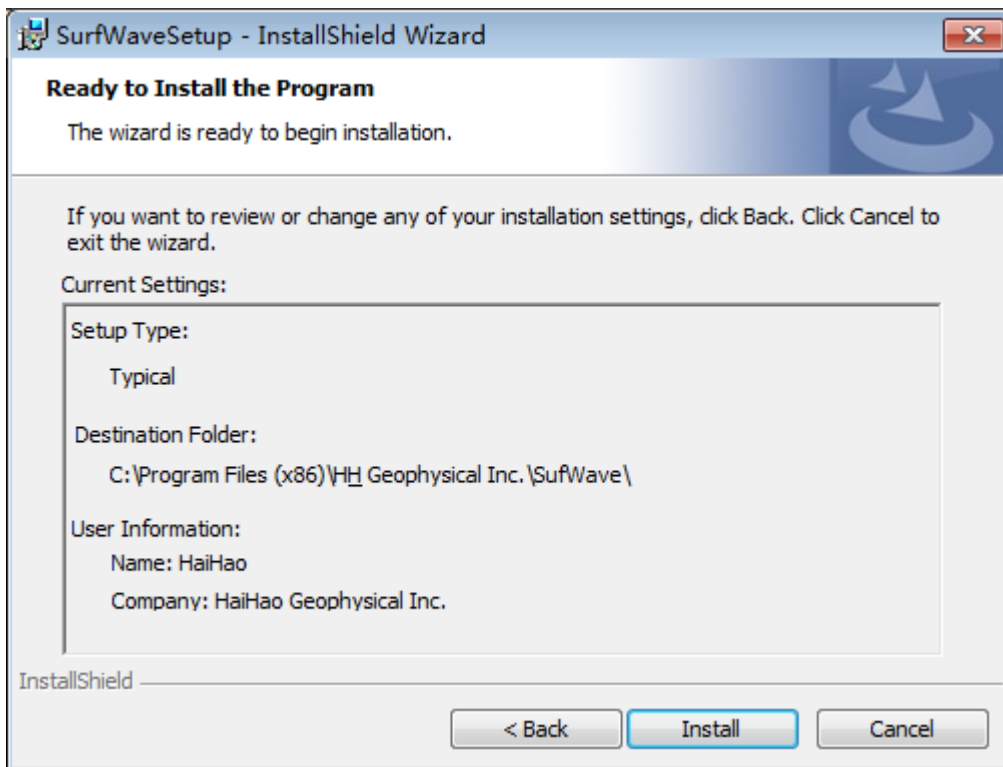 SurfWaveSetup - InstallShield Wizard
Ready to Install the Program
The wizard is ready to begin installation.
If you want to review or change any of your installation settings, click Back. Click Cancel to
exit the wizard.
Current Settings:
Setup Type:
Typical
Destination Folder:
C:\Program Files (x86)\HH Geophysical Inc.\SufWave\
User Information:
Name: HaiHao
Company: HaiHao Geophysical Inc.
InstallShield
< Back
Install
Cancel